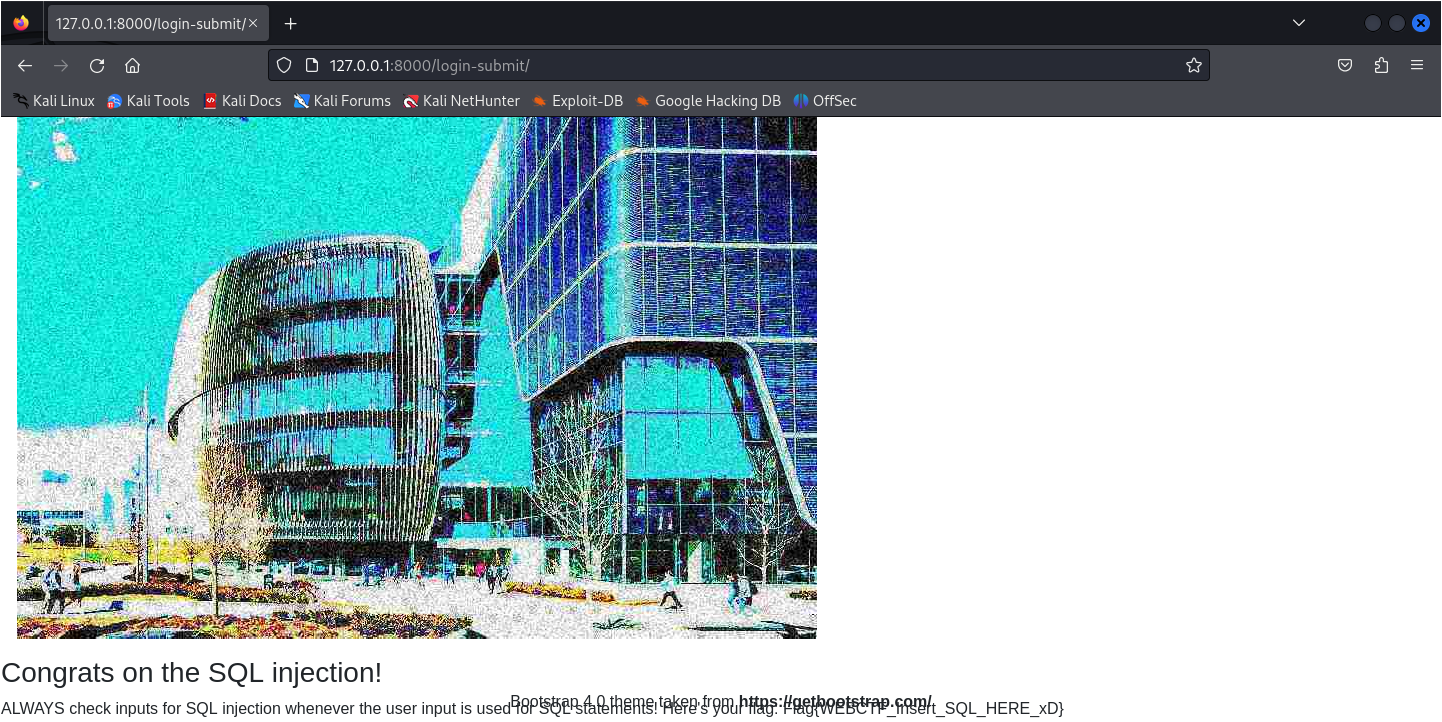 127.0.0.1:8000/login-submit/
127.0.0.1:8000/login-submit/
Kali Linux Kali Tools Kali Docs Kali Forums Kali NetHunter Exploit-DB Google Hacking DB OffSec
Congrats on the SQL injection!
Bootstrap 4.0 theme taken from https://getbootstrap.com/.
ALWAYS check inputs for SQL injection whenever the user input is used for SQL statements! Here's your flag: Flag{WEBCTF_Insert_SQL_HERE_xD}